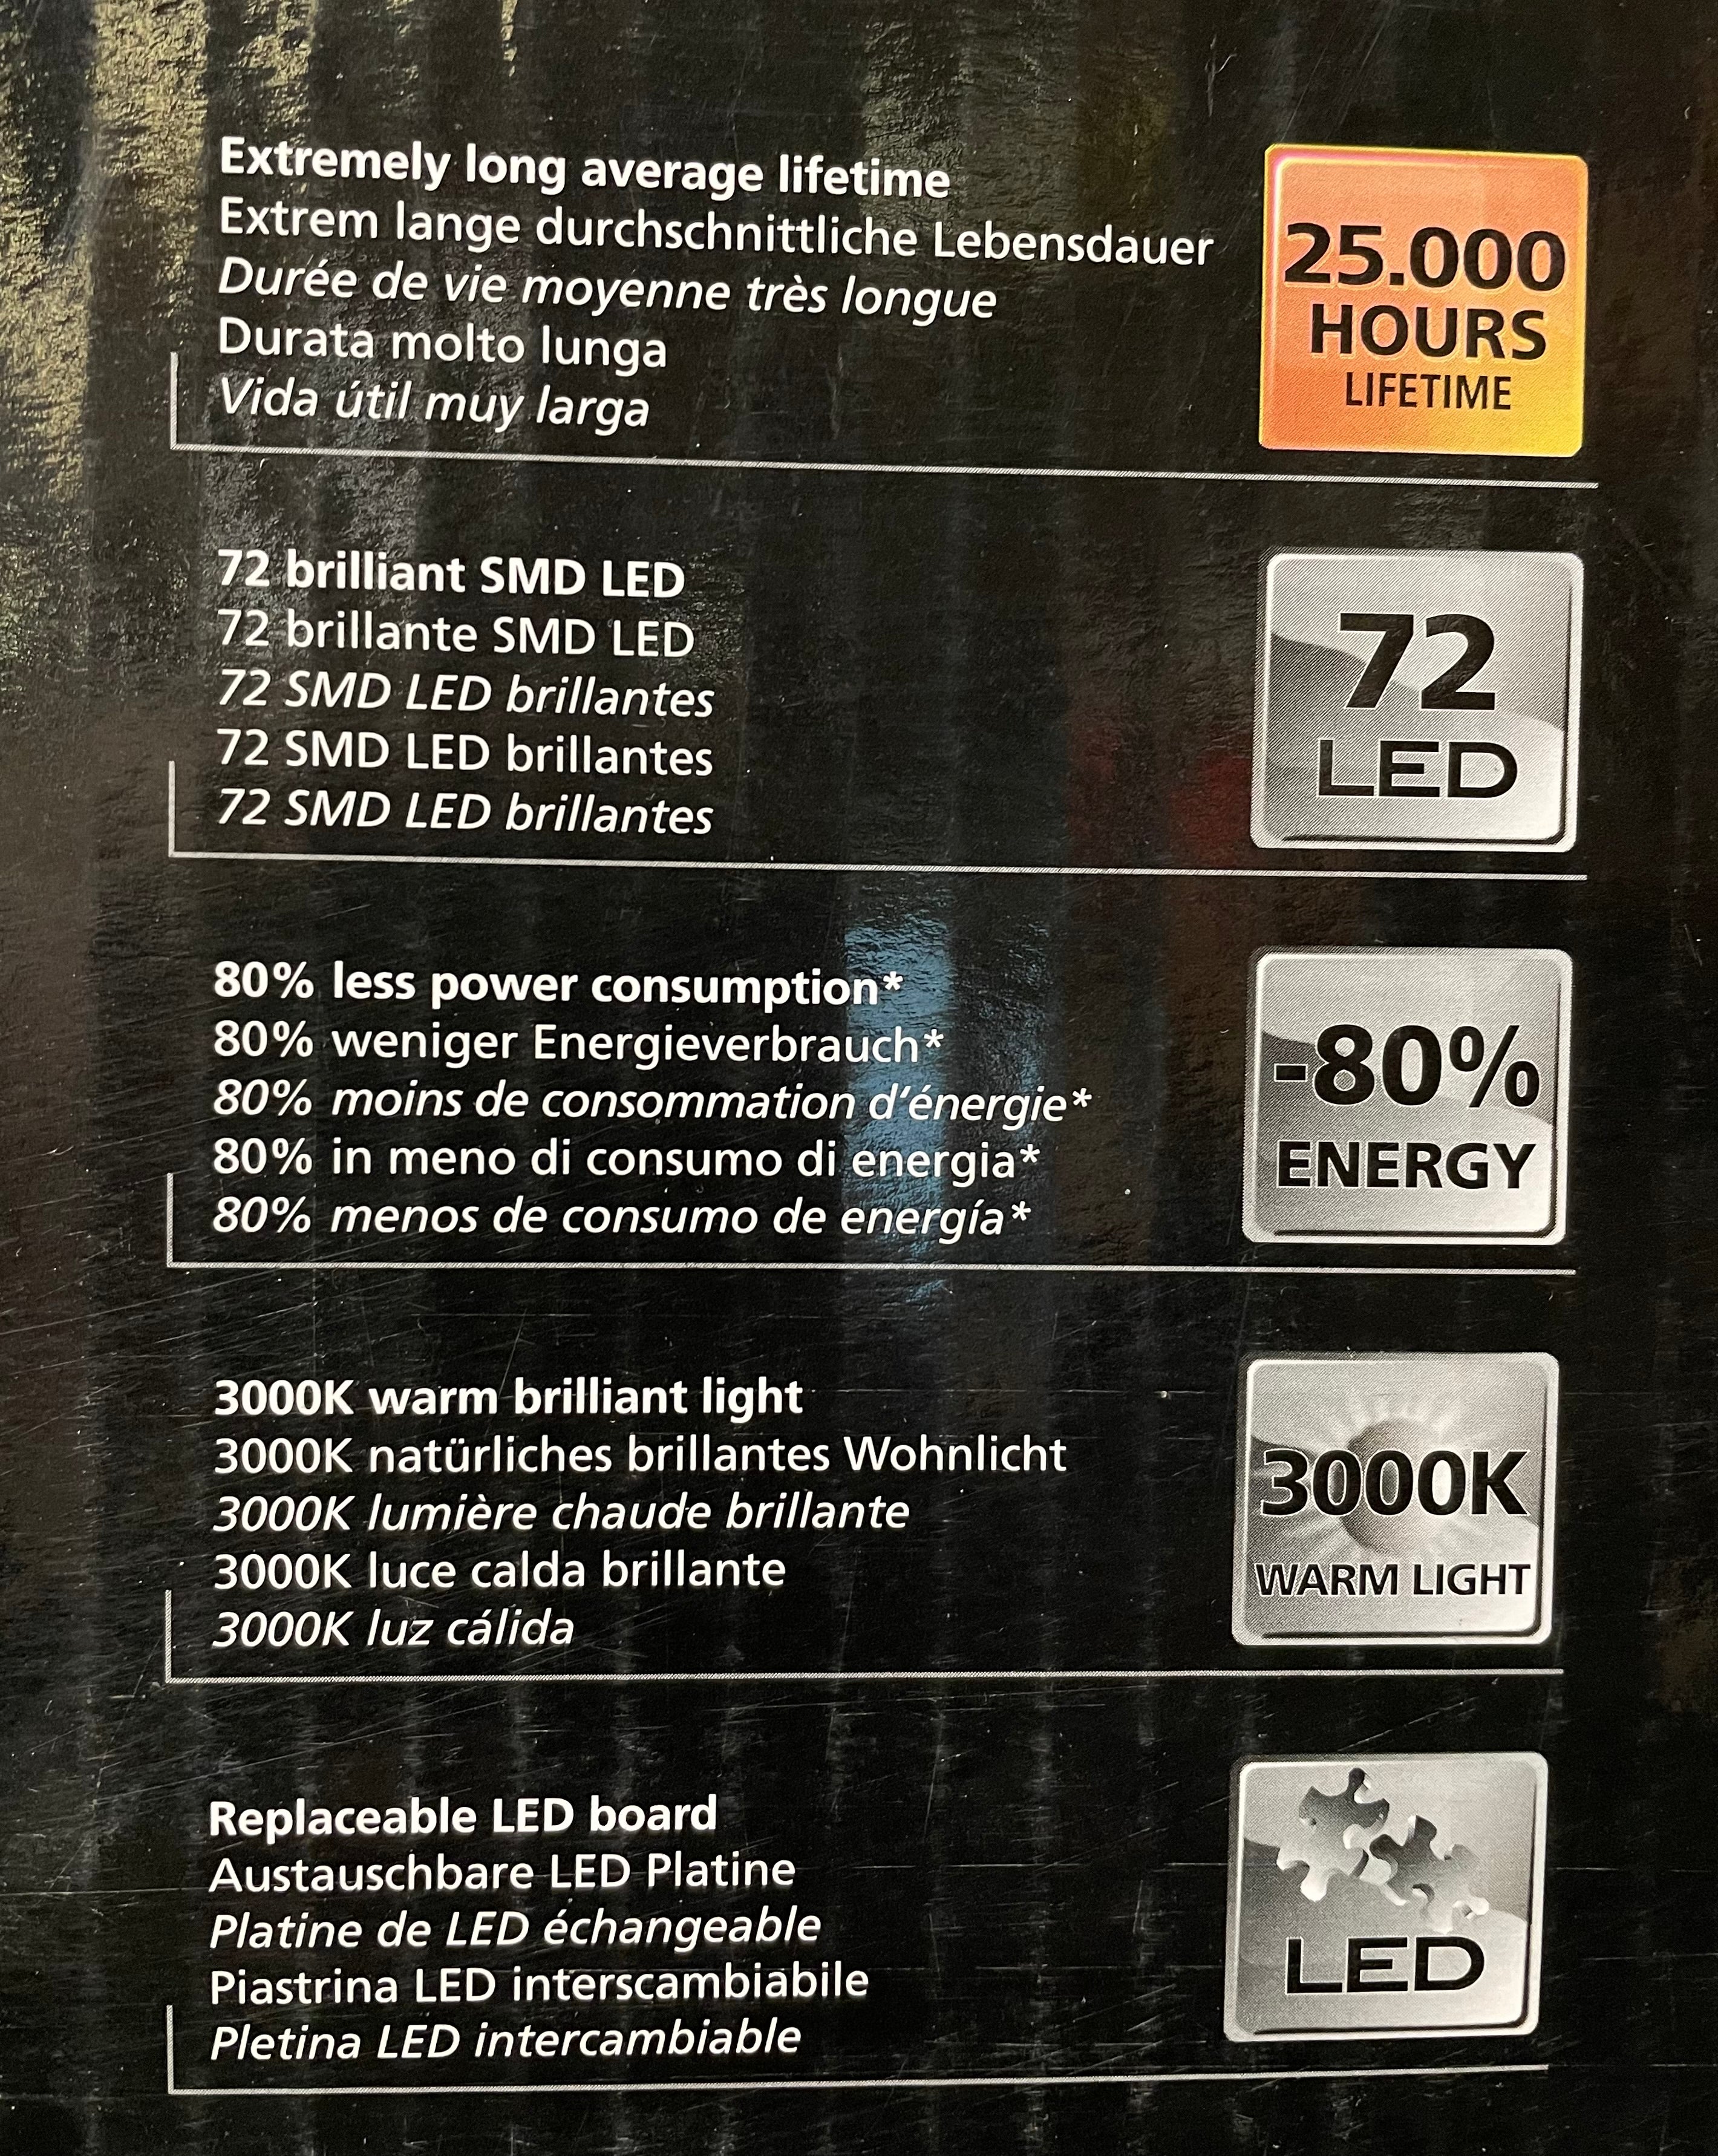 Extremely long average lifetime
Extrem lange durchschnittliche Lebensdauer
Durée de vie moyenne très longue
Durata molto lunga
Vida útil muy larga
25.000
HOURS
LIFETIME
72 brilliant SMD LED
72 brillante SMD LED
72 SMD LED brillantes
72 SMD LED brillantes
72 SMD LED brillantes
72
LED
80% less power consumption*
80% weniger Energieverbrauch*
80% moins de consommation d'énergie*
80% in meno di consumo di energia*
80% menos de consumo de energía*
-80%
ENERGY
3000K warm brilliant light
3000K natürliches brillantes Wohnlicht
3000K lumière chaude brillante
3000K luce calda brillante
3000K luz cálida
3000K
WARM LIGHT
Replaceable LED board
Austauschbare LED Platine
Platine de LED échangeable
Piastrina LED interscambiabile
Pletina LED intercambiable
LED